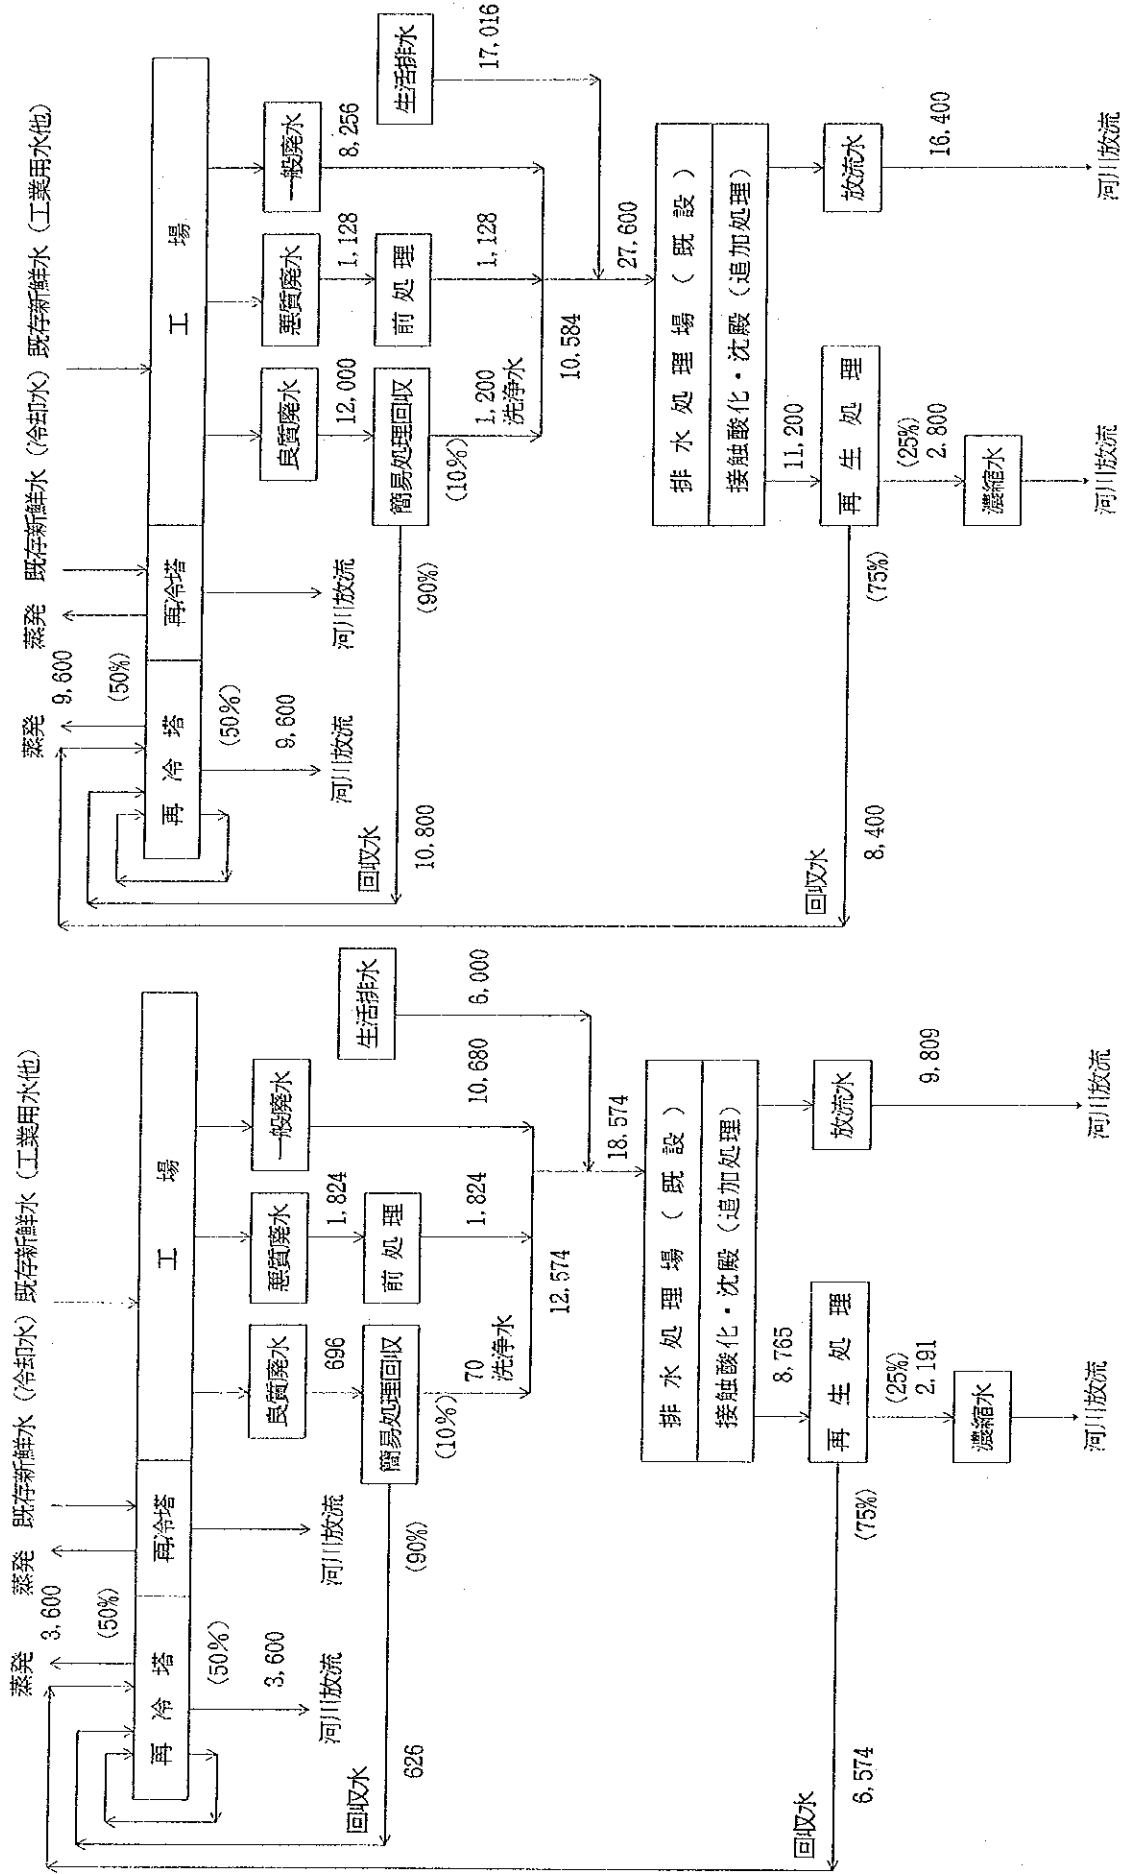 蒸発 蒸発 既存新鮮水(冷却水) 既存新鮮水(工業用水他)
3,600
(50%)
再冷塔 再冷塔 工場
(50%)
3,600
河川放流 河川放流
良質廃水 悪質廃水 一般廃水 生活排水
696 1,824 10,680 6,000
簡易処理回収 前処理
回収水
626
(90%)
(10%)
70
洗浄水
1,824
12,574
18,574
排水処理場(既設)
接触酸化・沈殿(追加処理)
8,765
再生処理 放流水
回収水
6,574
(75%)
(25%)
2,191
9,809
濃縮水
河川放流 河川放流
蒸発 蒸発 既存新鮮水(冷却水) 既存新鮮水(工業用水他)
9,600
(50%)
再冷塔 再冷塔 工場
(50%)
9,600
河川放流 河川放流
良質廃水 悪質廃水 一般廃水 生活排水
12,000 1,128 8,256 17,016
簡易処理回収 前処理
回収水
10,800
(90%)
(10%)
1,200
洗浄水
1,128
10,584
27,600
排水処理場(既設)
接触酸化・沈殿(追加処理)
11,200
再生処理 放流水
回収水
8,400
(75%)
(25%)
2,800
16,400
濃縮水
河川放流 河川放流